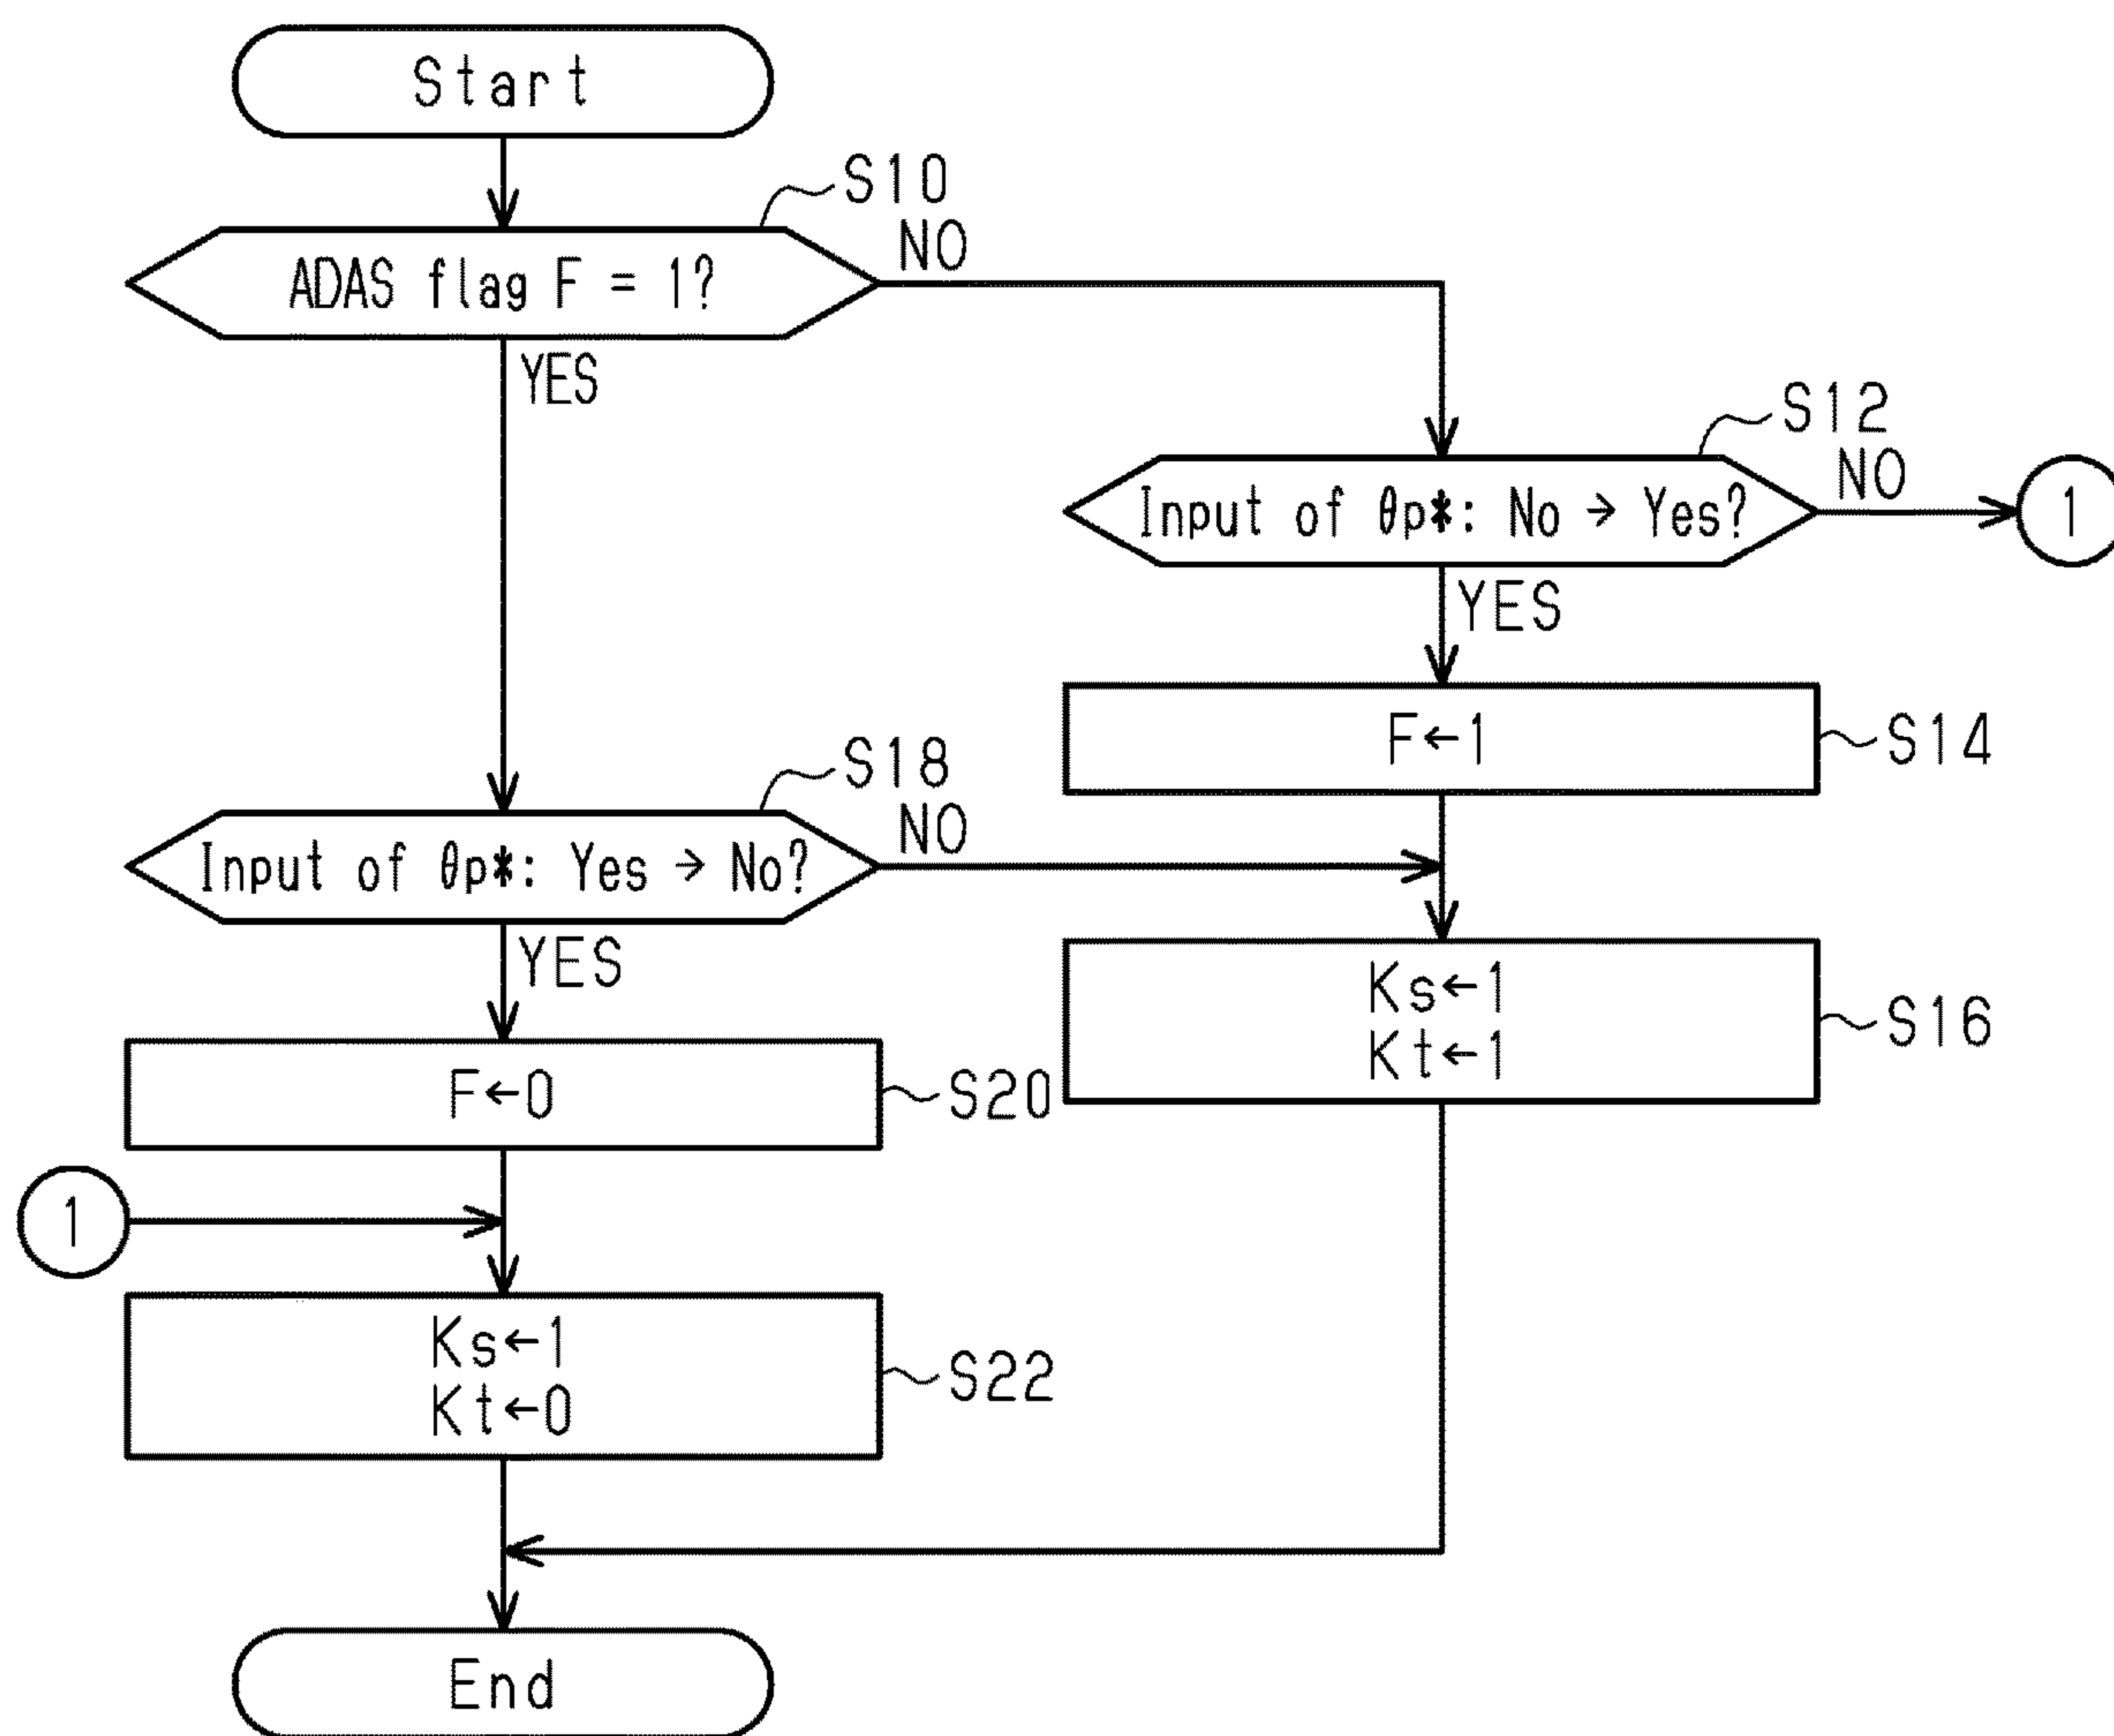 Start
S10
ADAS flag F = 1?
NO
YES
S12
Input of θp*: No → Yes?
NO
1
YES
F←1
S14
S18
Input of θp*: Yes → No?
NO
YES
Ks←1
Kt←1
S16
F←0
S20
1
Ks←1
Kt←0
S22
End